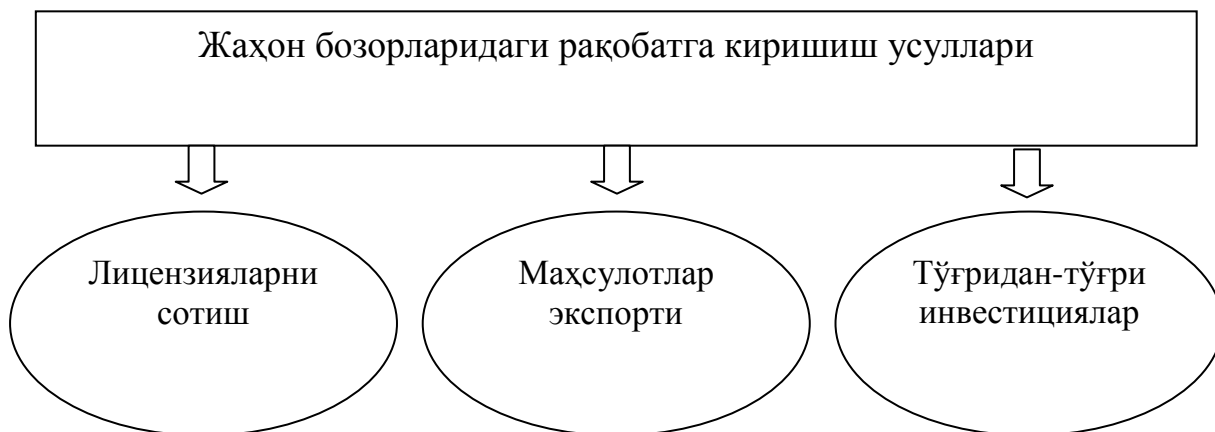 Жаҳон бозорларидаги рақобатга киришиш усуллари
Лицензияларни
сотиш
Маҳсулотлар
экспорти
Тўғридан-тўғри
инвестициялар